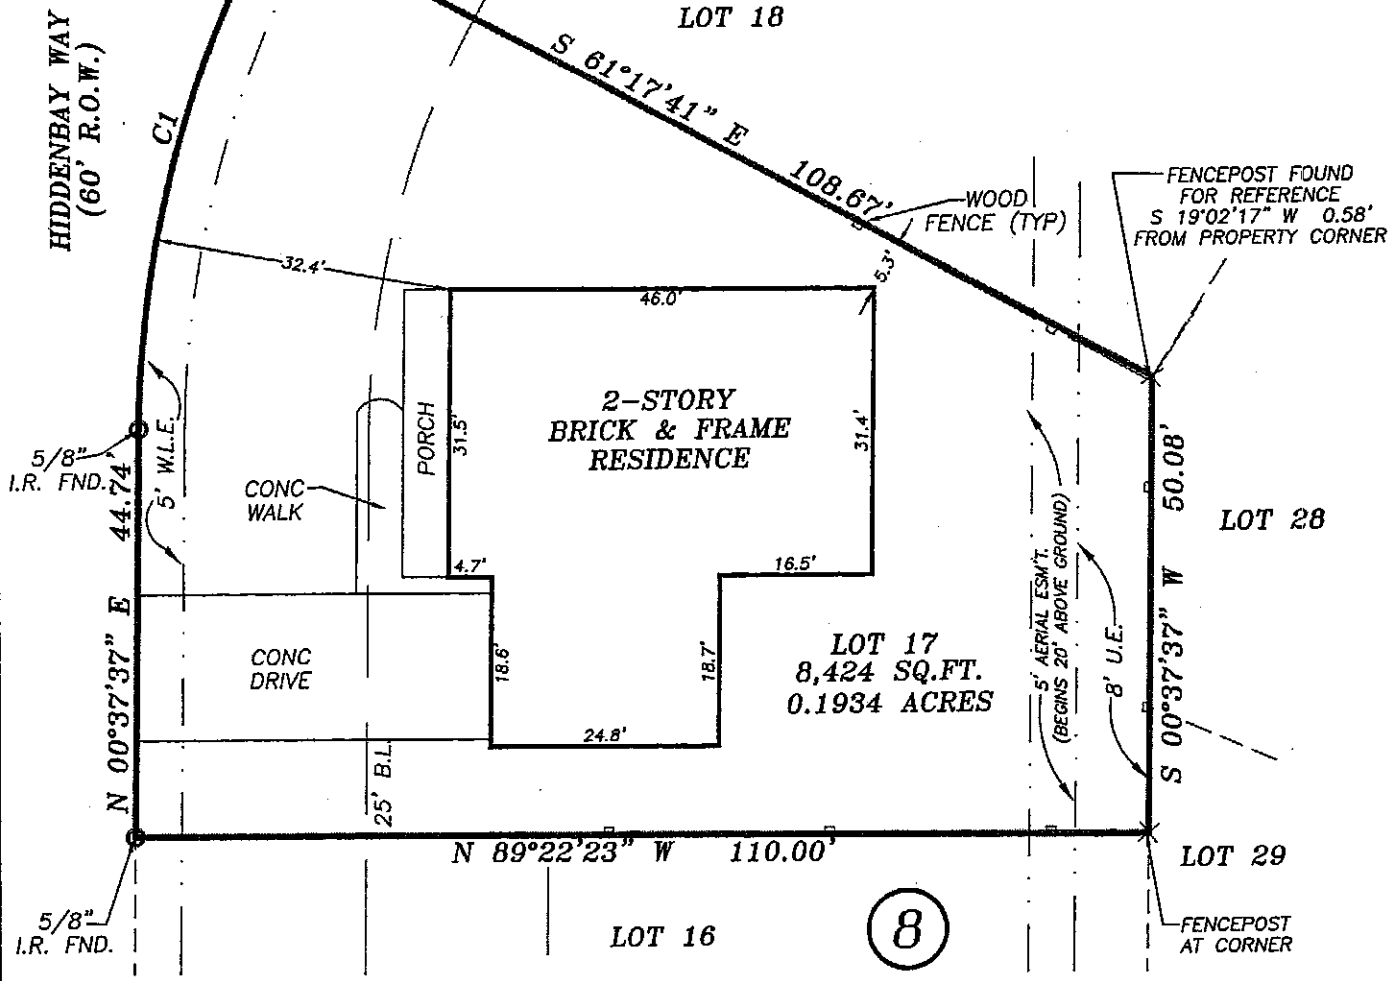 LOT 18
HIDDENBAY WAY
(60' R.O.W.)
C1
S 61°17'41" E 108.67'
WOOD
FENCE (TYP)
FENCEPOST FOUND
FOR REFERENCE
S 19°02'17" W 0.58'
FROM PROPERTY CORNER
32.4'
46.0'
5.3'
2-STORY
BRICK & FRAME
RESIDENCE
PORCH
31.5'
31.4'
5/8"
I.R. FND.
N 00°37'37" E 44.74'
5' W.L.E.
CONC
WALK
4.7'
16.5'
CONC
DRIVE
18.6'
18.7'
24.8'
25' B.L.
LOT 17
8,424 SQ.FT.
0.1934 ACRES
5' AERIAL ESM'T.
(BEGINS 20' ABOVE GROUND)
8' U.E.
S 00°37'37" W 50.08'
LOT 28
N 89°22'23" W 110.00'
LOT 29
5/8"
I.R. FND.
LOT 16
8
FENCEPOST
AT CORNER